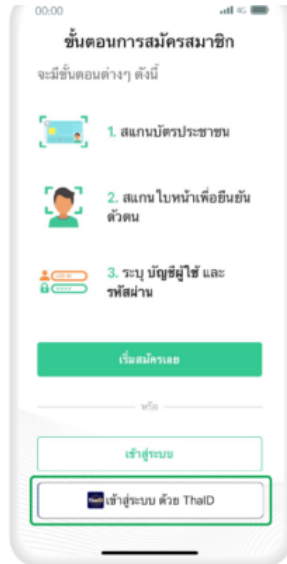 00:00
4G
ขั้นตอนการสมัครสมาชิก
จะมีขั้นตอนต่างๆ ดังนี้
1. สแกนบัตรประชาชน
2. สแกนใบหน้าเพื่อยืนยัน
ตัวตน
3. ระบุ บัญชีผู้ใช้ และ
รหัสผ่าน
เริ่มสมัครเลย
หรือ
เข้าสู่ระบบ
เข้าสู่ระบบ ด้วย ThaID